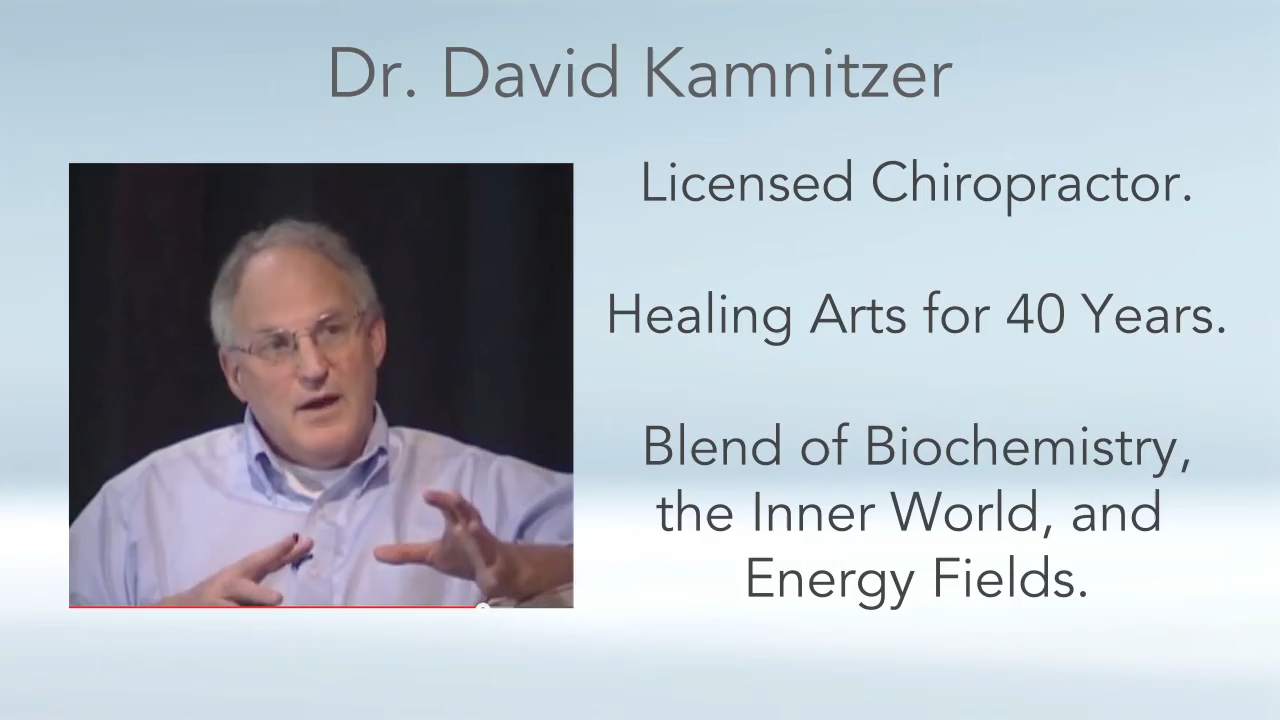 Dr. David Kamnitzer
Licensed Chiropractor.
Healing Arts for 40 Years.
Blend of Biochemistry,
the Inner World, and
Energy Fields.